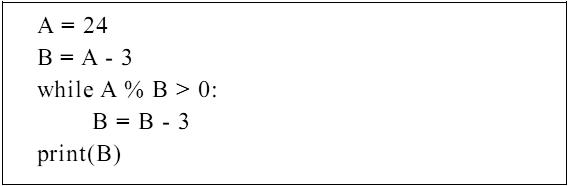 A = 24
B = A - 3
while A % B > 0:
B = B - 3
print(B)